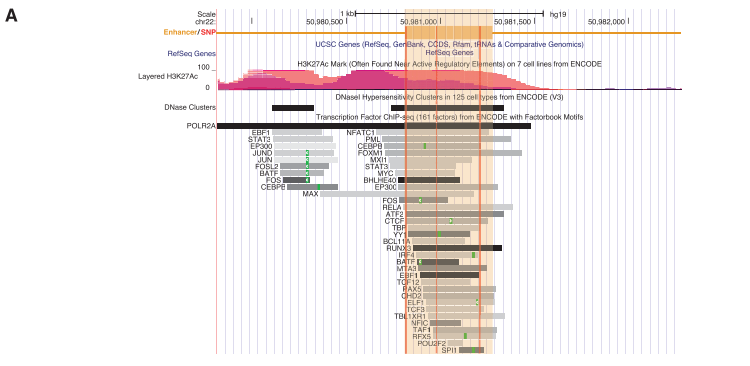 A
Scale 1 kb hg19
chr22: 50,980,500 50,981,000 50,981,500 50,982,000
Enhancer/SNP
UCSC Genes (RefSeq, GenBank, CCDS, Rfam, tRNAs & Comparative Genomics)
RefSeq Genes RefSeq Genes
H3K27Ac Mark (Often Found Near Active Regulatory Elements) on 7 cell lines from ENCODE
100
Layered H3K27Ac
0
DNaseI Hypersensitivity Clusters in 125 cell types from ENCODE (V3)
DNase Clusters
Transcription Factor ChIP-seq (161 factors) from ENCODE with Factorbook Motifs
POLR2A
EBF1 NFATC1
STAT3 PML
EP300 CEBPB
JUND FOXM1
JUN MXI1
FOSL2 STAT3
BATF MYC
FOS BHLHE40
CEBPB EP300
MAX
FOS
RELA
ATF2
CTCF
TBP
YY1
BCL11A
RUNX3
IRF4
BATF
MTA3
EBF1
TCF12
PAX5
CHD2
ELF1
TCF3
TBL1XR1
NFIC
TAF1
RFX5
POU2F2
SPI1